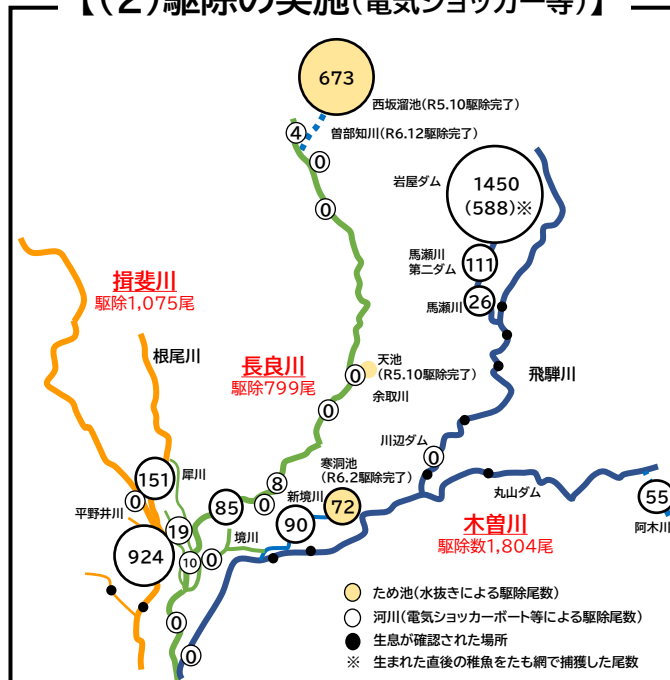 【(2)駆除の実施(電気ショッカー等)】
673
西坂溜池(R5.10駆除完了)
4
曽部知川(R6.12駆除完了)
0
0
岩屋ダム
1450
(588)※
馬瀬川
第二ダム
111
馬瀬川
26
揖斐川
駆除1,075尾
根尾川
長良川
駆除799尾
天池
(R5.10駆除完了)
0
余取川
飛騨川
0
川辺ダム
0
寒洞池
(R6.2駆除完了)
8
0
72
新境川
90
丸山ダム
55
阿木川
木曽川
駆除数1,804尾
犀川
151
0
平野井川
85
19
境川
924
10
0
0
0
ため池(水抜きによる駆除尾数)
河川(電気ショッカーボート等による駆除尾数)
生息が確認された場所
※ 生まれた直後の稚魚をたも網で捕獲した尾数